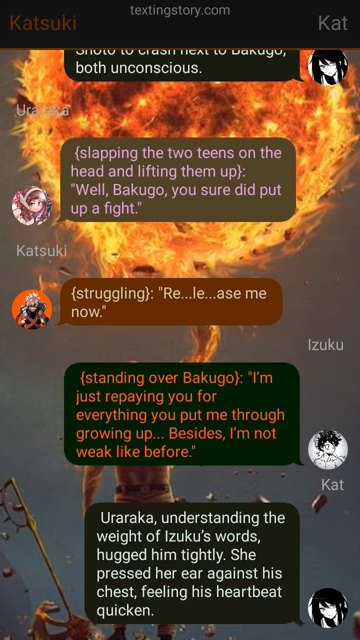 textingstory.com
Katsuki
Kat
Shoto to crash next to Bakugo,
both unconscious.
Uraraka
{slapping the two teens on the
head and lifting them up}:
"Well, Bakugo, you sure did put
up a fight."
Katsuki
{struggling}: "Re...le...ase me
now."
Izuku
{standing over Bakugo}: "I'm
just repaying you for
everything you put me through
growing up... Besides, I'm not
weak like before."
Kat
Uraraka, understanding the
weight of Izuku's words,
hugged him tightly. She
pressed her ear against his
chest, feeling his heartbeat
quicken.